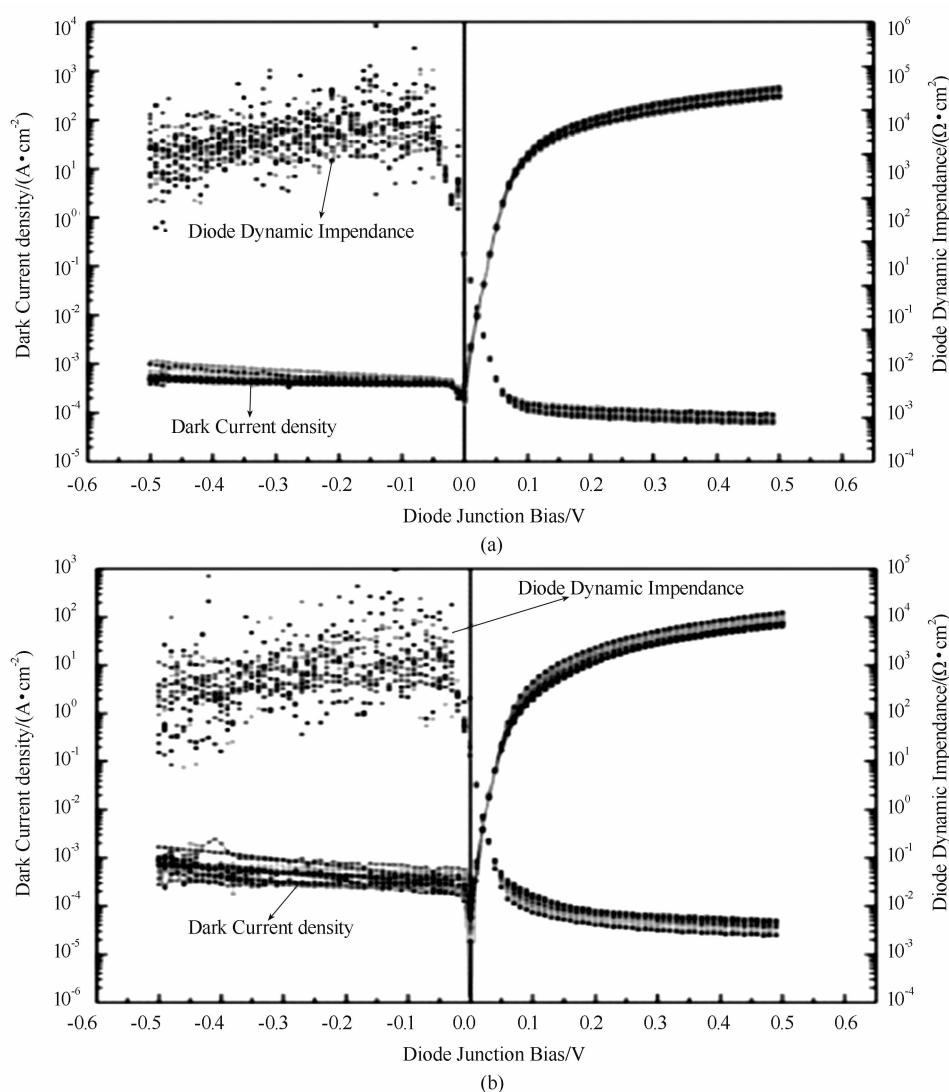 10^4
10^3
10^2
10^1
10^0
10^-1
10^-2
10^-3
10^-4
10^-5
Dark Current density/(A•cm^-2)
10^6
10^5
10^4
10^3
10^2
10^1
10^0
10^-1
10^-2
10^-3
10^-4
Diode Dynamic Impedance/(Ω•cm^2)
Diode Dynamic Impendance
Dark Current density
-0.6 -0.5 -0.4 -0.3 -0.2 -0.1 0.0 0.1 0.2 0.3 0.4 0.5 0.6
Diode Junction Bias/V
(a)
10^3
10^2
10^1
10^0
10^-1
10^-2
10^-3
10^-4
10^-5
10^-6
Dark Current density/(A•cm^-2)
10^5
10^4
10^3
10^2
10^1
10^0
10^-1
10^-2
10^-3
10^-4
Diode Dynamic Impedance/(Ω•cm^2)
Diode Dynamic Impendance
Dark Current density
-0.6 -0.5 -0.4 -0.3 -0.2 -0.1 0.0 0.1 0.2 0.3 0.4 0.5 0.6
Diode Junction Bias/V
(b)